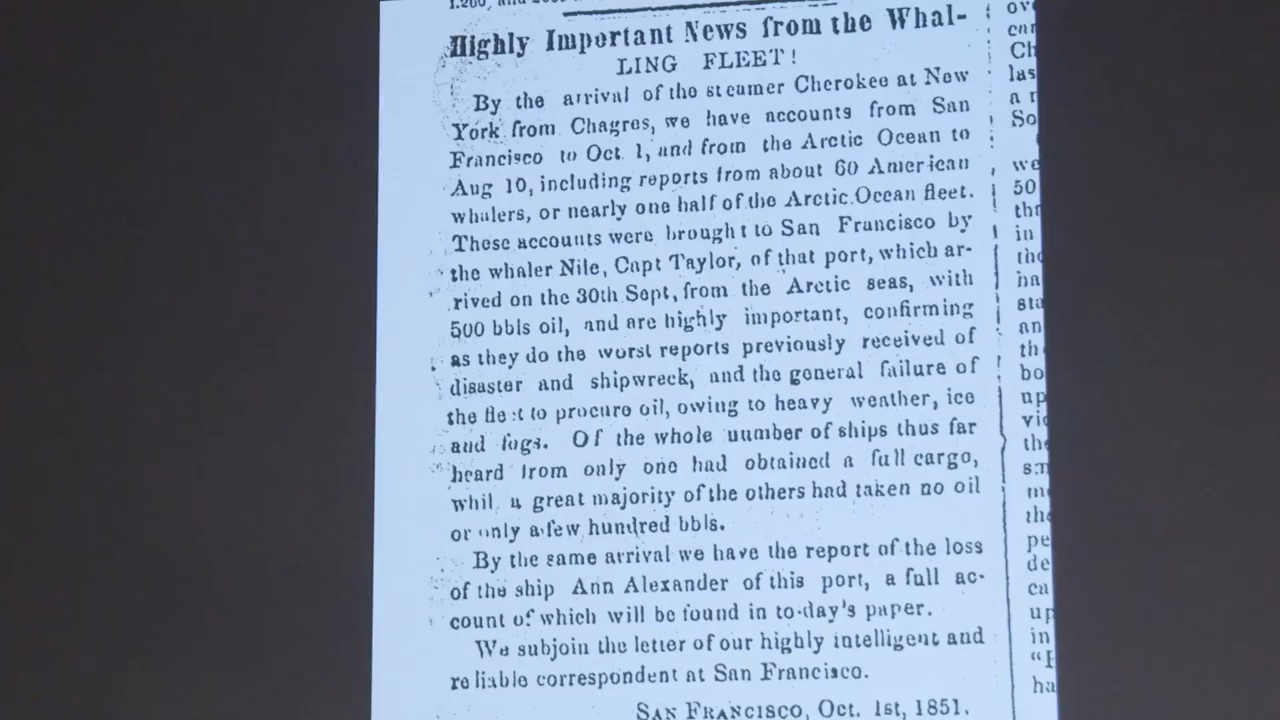 Highly Important News from the Whal-
LING FLEET!
By the arrival of the steamer Cherokee at New
York from Chagres, we have accounts from San
Francisco to Oct. 1, and from the Arctic Ocean to
Aug 10, including reports from about 60 American
whalers, or nearly one half of the Arctic Ocean fleet.
These accounts were brought to San Francisco by
the whaler Nile, Capt Taylor, of that port, which ar-
rived on the 30th Sept, from the Arctic seas, with
500 bbls oil, and are highly important, confirming
as they do the worst reports previously received of
disaster and shipwreck, and the general failure of
the fleet to procure oil, owing to heavy weather, ice
and fogs. Of the whole number of ships thus far
heard from only one had obtained a full cargo,
whil a great majority of the others had taken no oil
or only a few hundred bbls.
By the same arrival we have the report of the loss
of the ship Ann Alexander of this port, a full ac-
count of which will be found in to-day's paper.
We subjoin the letter of our highly intelligent and
reliable correspondent at San Francisco.
SAN FRANCISCO, Oct. 1st, 1851.